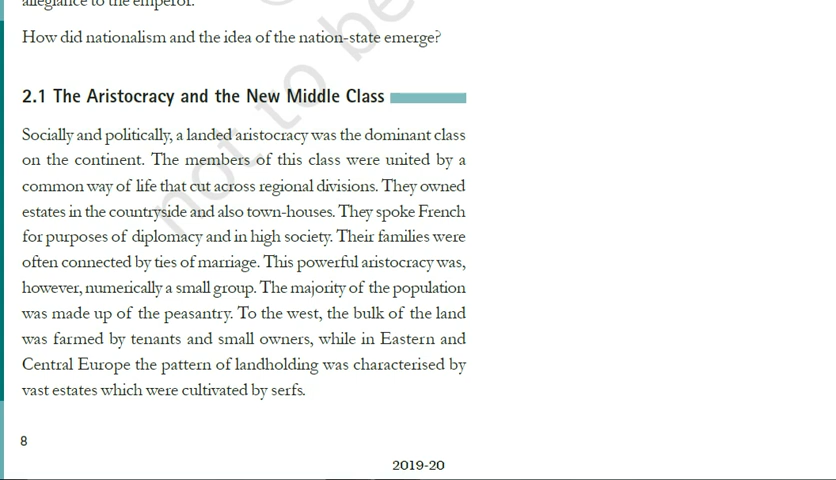 allegiance to the emperor.
How did nationalism and the idea of the nation-state emerge?
2.1 The Aristocracy and the New Middle Class
Socially and politically, a landed aristocracy was the dominant class
on the continent. The members of this class were united by a
common way of life that cut across regional divisions. They owned
estates in the countryside and also town-houses. They spoke French
for purposes of diplomacy and in high society. Their families were
often connected by ties of marriage. This powerful aristocracy was,
however, numerically a small group. The majority of the population
was made up of the peasantry. To the west, the bulk of the land
was farmed by tenants and small owners, while in Eastern and
Central Europe the pattern of landholding was characterised by
vast estates which were cultivated by serfs.
8
2019-20
not to be